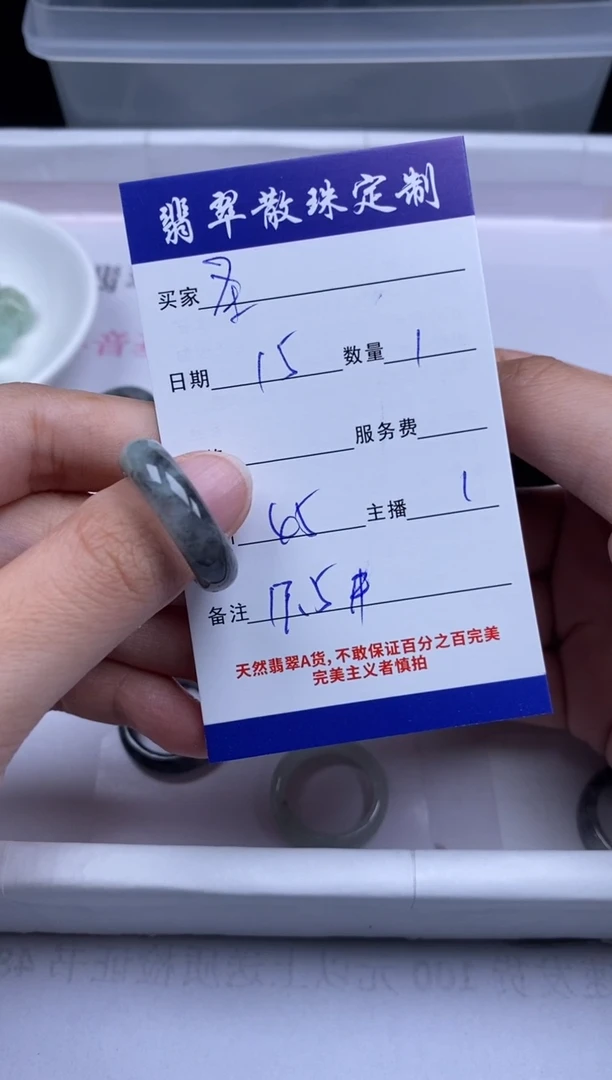 翡翠散珠定制
买家
日期 15 数量 1
服务费
65 主播 1
备注 17.5#
天然翡翠A货,不敢保证百分之百完美
完美主义者慎拍